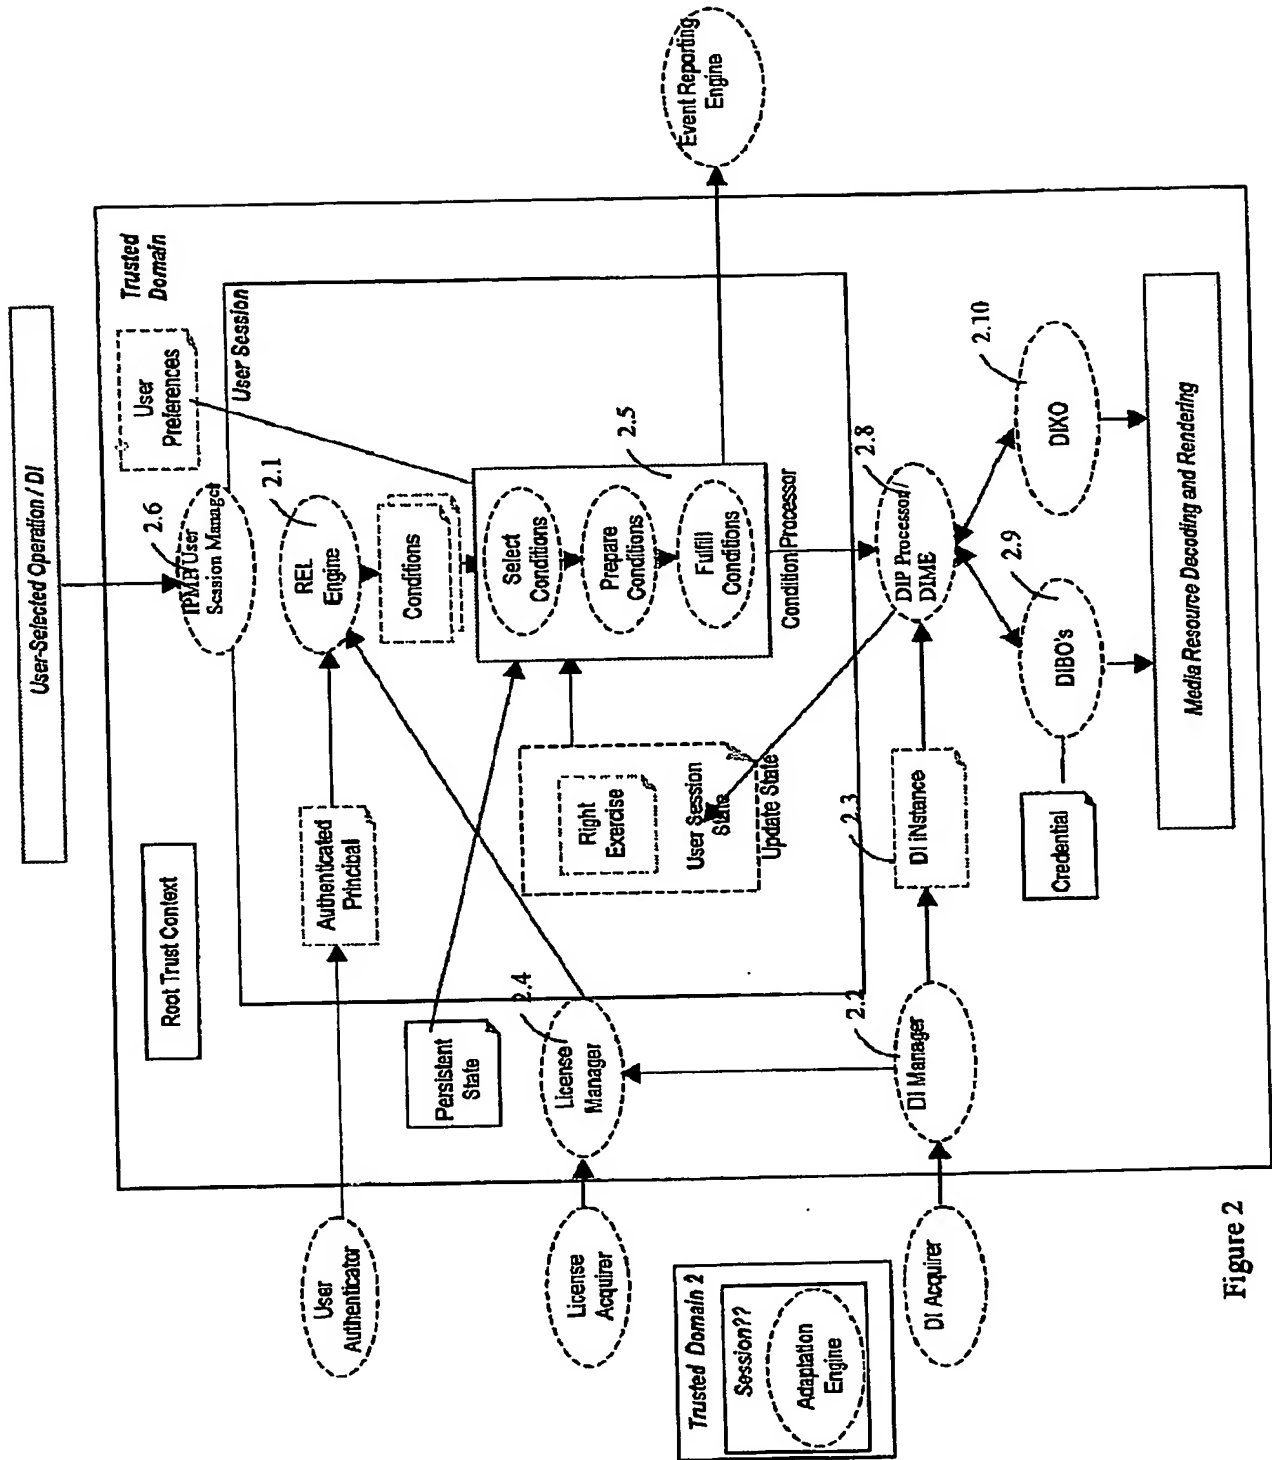 User-Selected Operation / DI
Root Trust Context
Trusted
Domain
User
Preferences
2.6
IPMP/User
Session Manager
User Session
User
Authenticator
Authenticated
Principal
REL
Engine
2.1
Conditions
Persistent
State
License
Acquirer
License
Manager
2.4
Right
Exercise
User Session
State
Update State
Select
Conditions
Prepare
Conditions
Fulfill
Conditions
2.5
Condition Processor
Event Reporting
Engine
Trusted Domain 2
Session??
Adaptation
Engine
DI Acquirer
DI Manager
2.2
DI iNstance
2.3
DIP Processor/
DIME
2.8
Credential
DIBO's
2.9
DIXO
2.10
Media Resource Decoding and Rendering
Figure 2